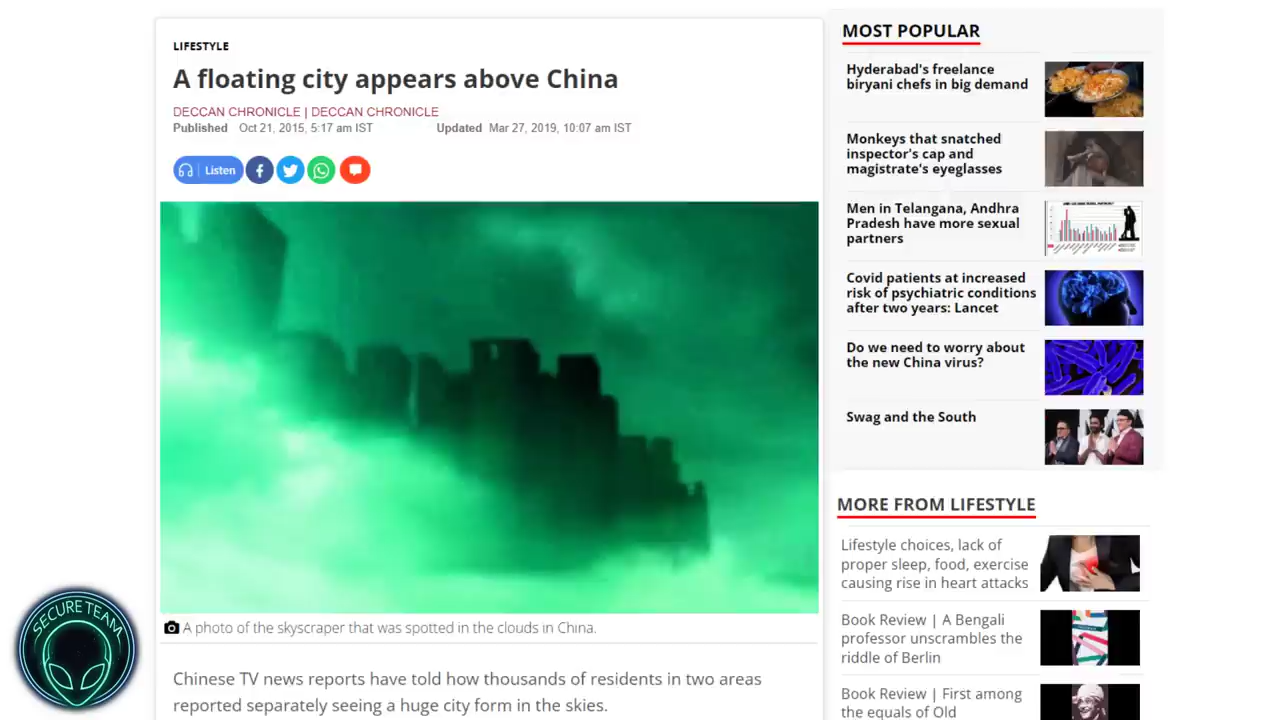 LIFESTYLE
A floating city appears above China
DECCAN CHRONICLE | DECCAN CHRONICLE
Published Oct 21, 2015, 5:17 am IST Updated Mar 27, 2019, 10:07 am IST
Listen
A photo of the skyscraper that was spotted in the clouds in China.
Chinese TV news reports have told how thousands of residents in two areas
reported separately seeing a huge city form in the skies.
MOST POPULAR
Hyderabad's freelance
biryani chefs in big demand
Monkeys that snatched
inspector's cap and
magistrate's eyeglasses
Men in Telangana, Andhra
Pradesh have more sexual
partners
Covid patients at increased
risk of psychiatric conditions
after two years: Lancet
Do we need to worry about
the new China virus?
Swag and the South
MORE FROM LIFESTYLE
Lifestyle choices, lack of
proper sleep, food, exercise
causing rise in heart attacks
Book Review | A Bengali
professor unscrambles the
riddle of Berlin
Book Review | First among
the equals of Old
SECURE TEAM